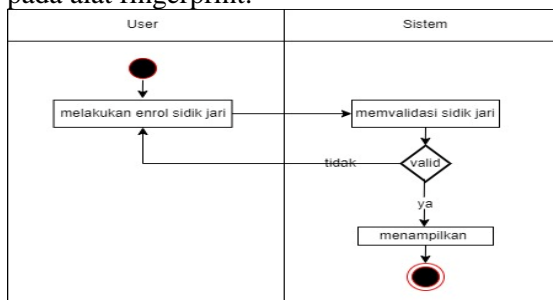 pada alat fingerprint.
User
Sistem
melakukan enrol sidik jari
memvalidasi sidik jari
tidak
valid
ya
menampilkan